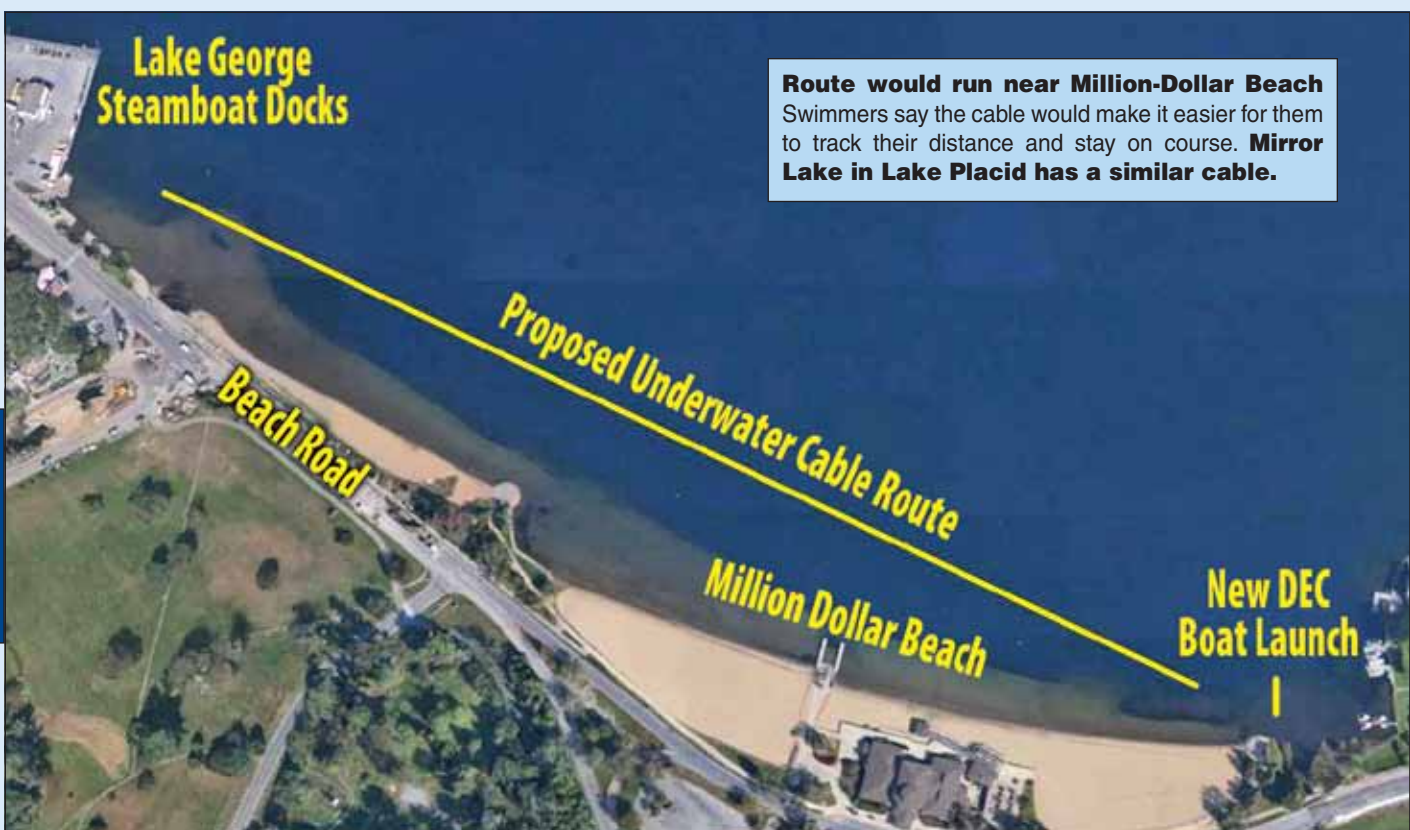 Lake George
Steamboat Docks
Route would run near Million-Dollar Beach
Swimmers say the cable would make it easier for them
to track their distance and stay on course. Mirror
Lake in Lake Placid has a similar cable.
Proposed Underwater Cable Route
Beach Road
Million Dollar Beach
New DEC
Boat Launch